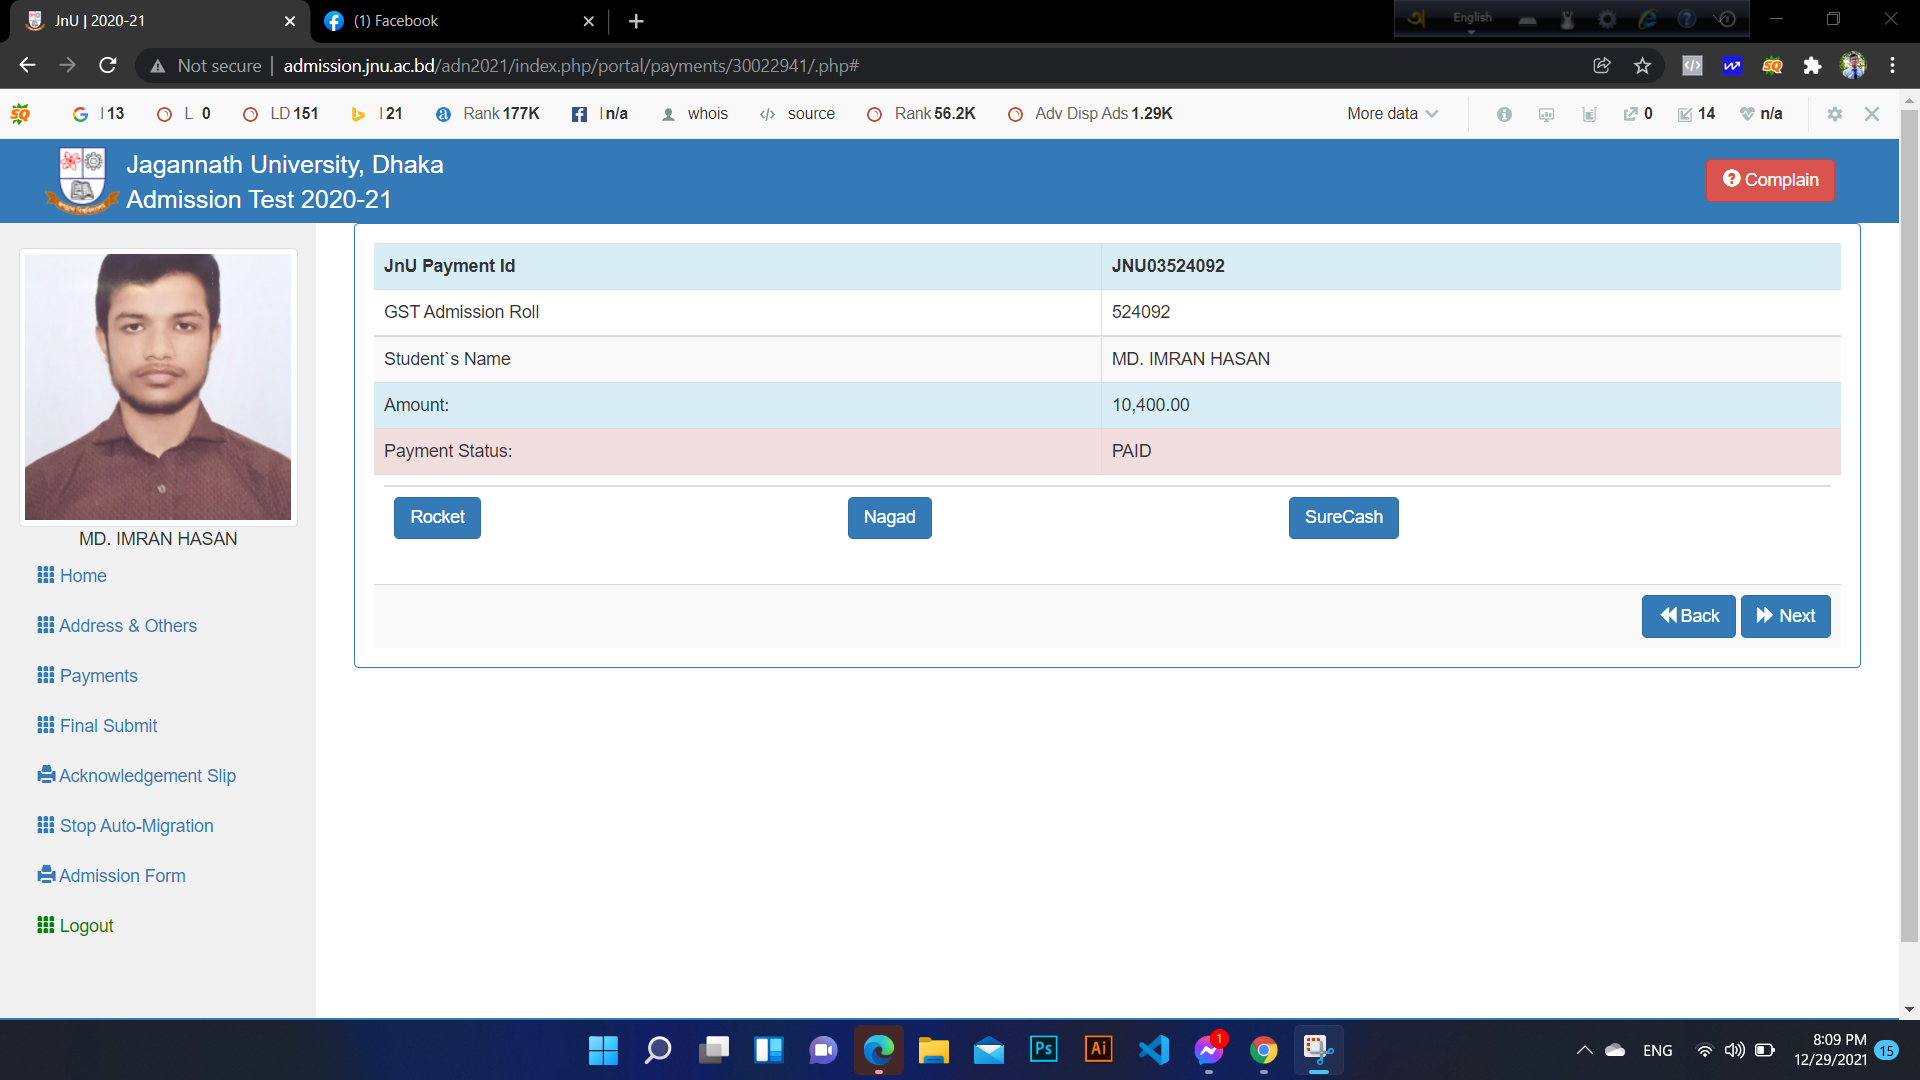 JnU | 2020-21
(1) Facebook
English
Not secure | admission.jnu.ac.bd/adn2021/index.php/portal/payments/30022941/.php#
SQ I 13 L 0 LD 151 I 21 Rank 177K I n/a whois source Rank 56.2K Adv Disp Ads 1.29K More data 0 14 n/a
Jagannath University, Dhaka
Admission Test 2020-21
Complain
JnU Payment Id JNU03524092
GST Admission Roll 524092
Student`s Name MD. IMRAN HASAN
Amount: 10,400.00
Payment Status: PAID
Rocket Nagad SureCash
Back Next
MD. IMRAN HASAN
Home
Address & Others
Payments
Final Submit
Acknowledgement Slip
Stop Auto-Migration
Admission Form
Logout
Ps Ai 1 ENG
8:09 PM
12/29/2021 15